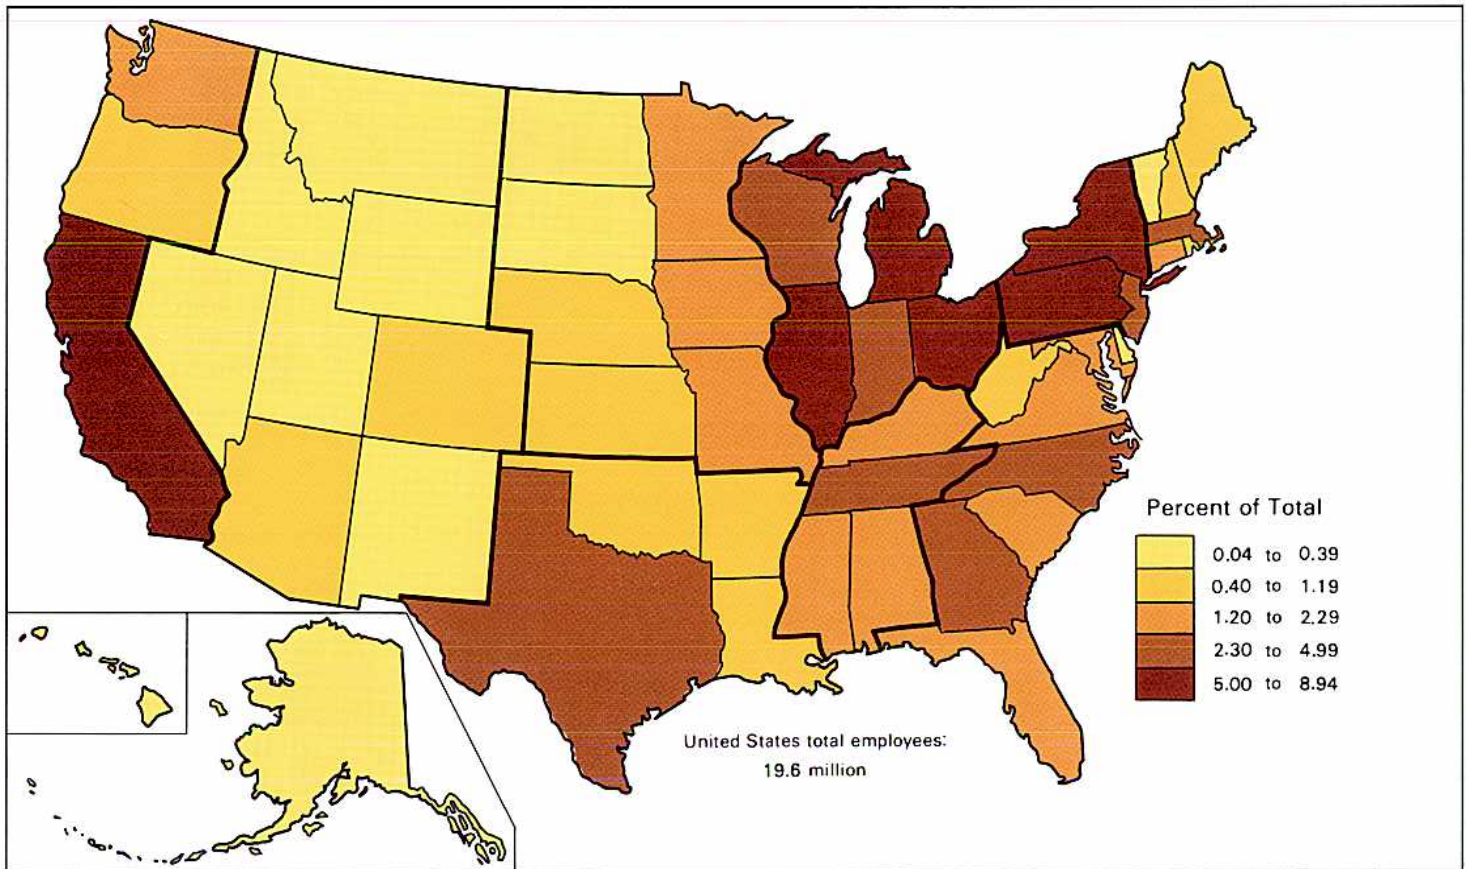 Percent of Total
0.04 to 0.39
0.40 to 1.19
1.20 to 2.29
2.30 to 4.99
5.00 to 8.94
United States total employees:
19.6 million